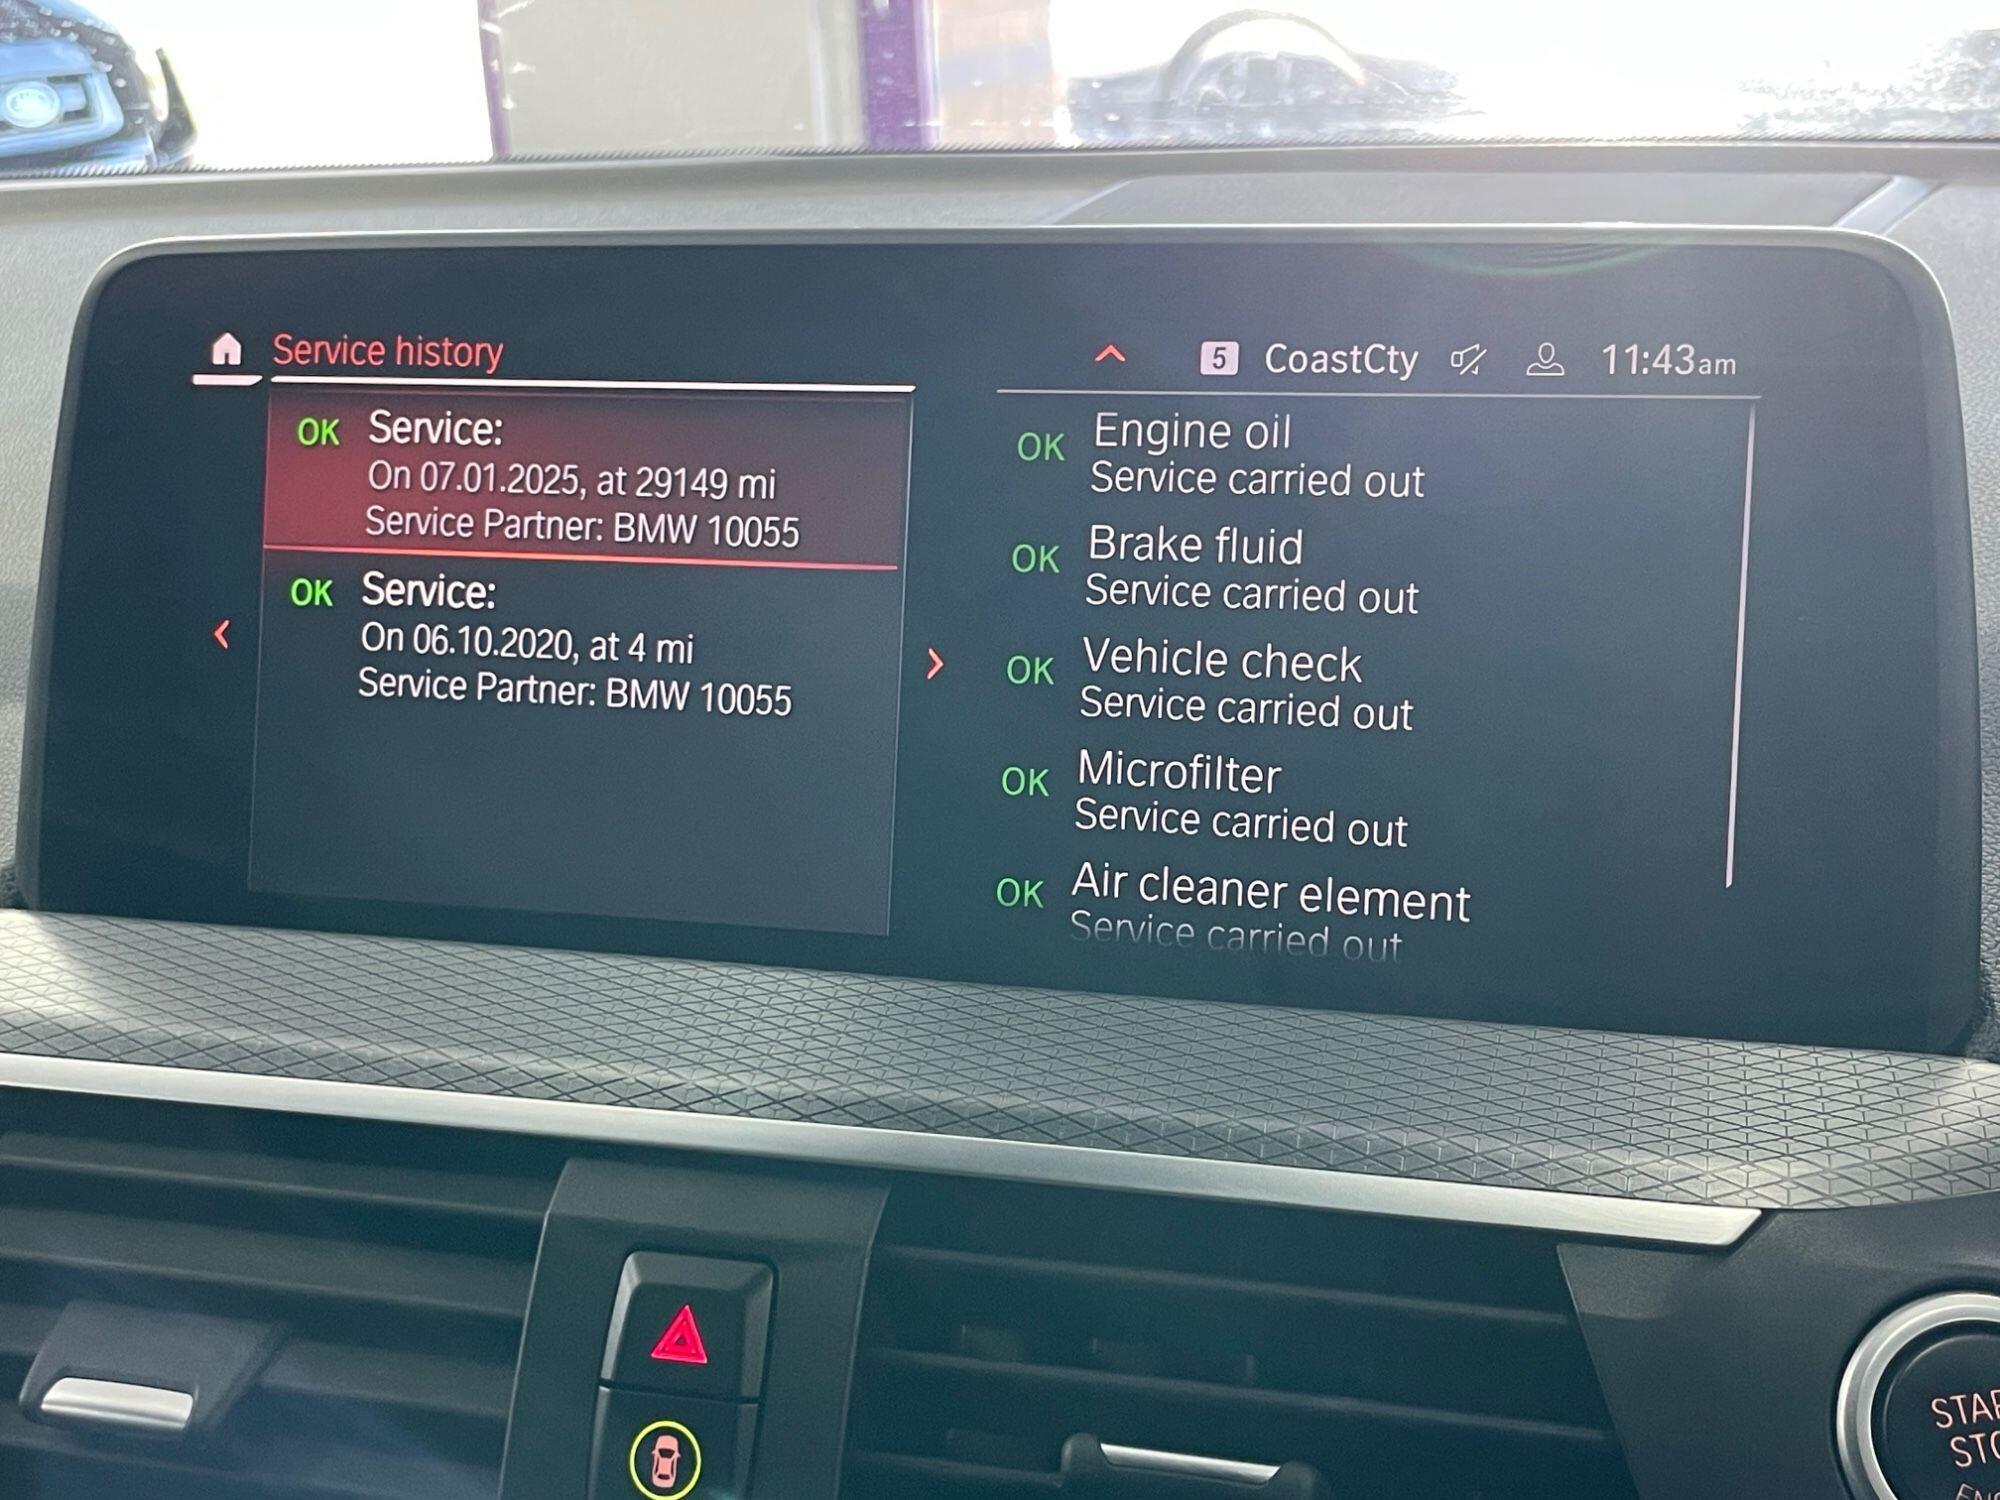 Service history
5 CoastCty 11:43am
OK Service:
On 07.01.2025, at 29149 mi
Service Partner: BMW 10055
OK Service:
On 06.10.2020, at 4 mi
Service Partner: BMW 10055
OK Engine oil
Service carried out
OK Brake fluid
Service carried out
OK Vehicle check
Service carried out
OK Microfilter
Service carried out
OK Air cleaner element
Service carried out